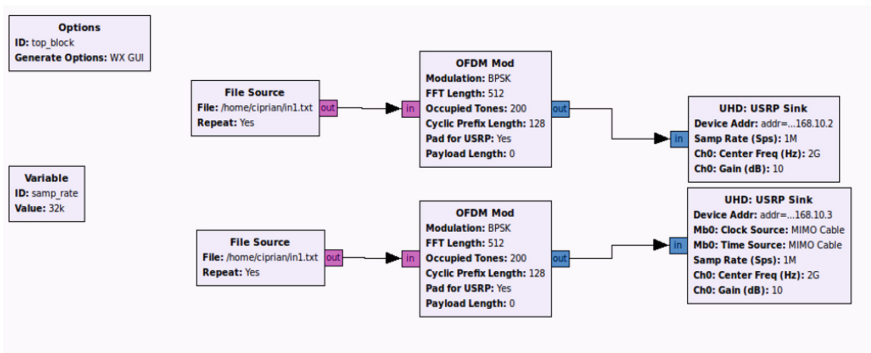 Options
ID: top_block
Generate Options: WX GUI
Variable
ID: samp_rate
Value: 32k
File Source
File: /home/ciprian/in1.txt
Repeat: Yes
out
in
OFDM Mod
Modulation: BPSK
FFT Length: 512
Occupied Tones: 200
Cyclic Prefix Length: 128
Pad for USRP: Yes
Payload Length: 0
out
in
UHD: USRP Sink
Device Addr: addr=...168.10.2
Samp Rate (Sps): 1M
Ch0: Center Freq (Hz): 2G
Ch0: Gain (dB): 10
File Source
File: /home/ciprian/in1.txt
Repeat: Yes
out
in
OFDM Mod
Modulation: BPSK
FFT Length: 512
Occupied Tones: 200
Cyclic Prefix Length: 128
Pad for USRP: Yes
Payload Length: 0
out
in
UHD: USRP Sink
Device Addr: addr=...168.10.3
Mb0: Clock Source: MIMO Cable
Mb0: Time Source: MIMO Cable
Samp Rate (Sps): 1M
Ch0: Center Freq (Hz): 2G
Ch0: Gain (dB): 10